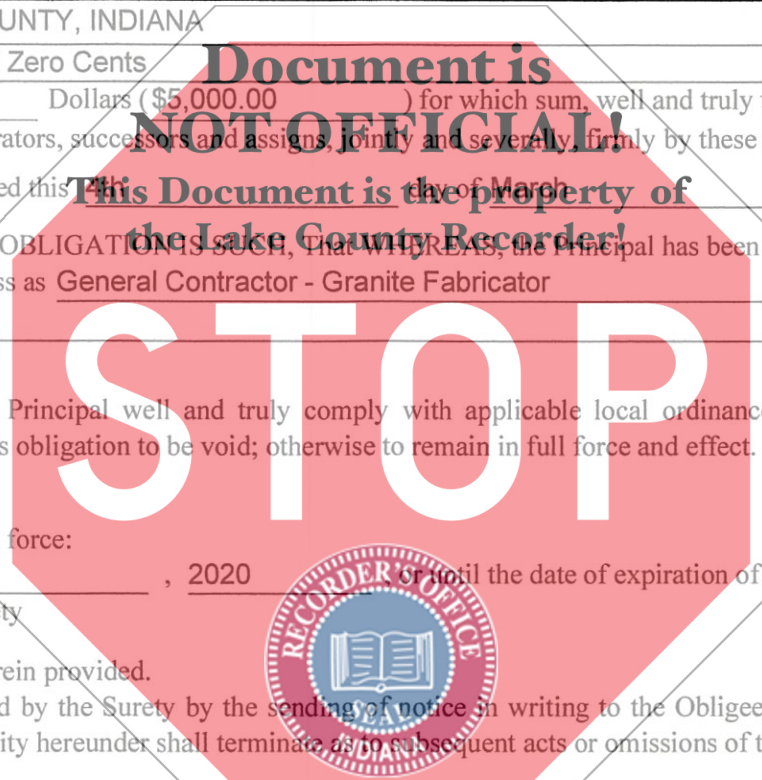 UNTY, INDIANA
Zero Cents
Document is
Dollars ( $5,000.00 ) for which sum, well and truly
NOT OFFICIAL!
rators, successors and assigns, jointly and severally, firmly by these
ed this 4th day of March
This Document is the property of
the Lake County Recorder!
OBLIGATION IS SUCH, That WHEREAS, the Principal has been
ss as General Contractor - Granite Fabricator
STOP
Principal well and truly comply with applicable local ordinanc
s obligation to be void; otherwise to remain in full force and effect.
force:
, 2020 , or until the date of expiration of
ty
rein provided.
d by the Surety by the sending of notice in writing to the Obligee
ity hereunder shall terminate as to subsequent acts or omissions of t
RECORDER'S OFFICE
SEAL
INDIANA